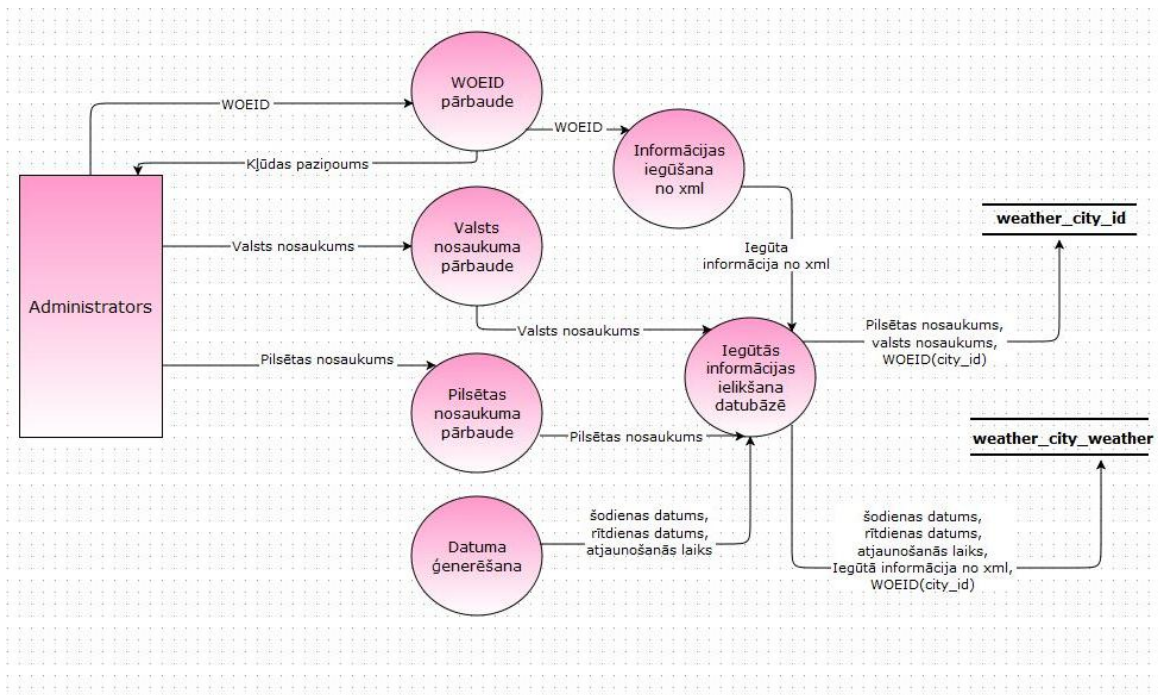 WOEID
pārbaude
WOEID
WOEID
Informācijas
iegūšana
no xml
Kļūdas paziņoums
Valsts
nosaukuma
pārbaude
Valsts nosaukums
weather_city_id
Iegūta
informācija no xml
Administrators
Valsts nosaukums
Pilsētas nosaukums,
valsts nosaukums,
WOEID(city_id)
Iegūtās
informācijas
ielikšana
datubāzē
Pilsētas nosaukums
Pilsētas
nosaukuma
pārbaude
Pilsētas nosaukums
weather_city_weather
šodienas datums,
rītdienas datums,
atjaunošanās laiks
Datuma
ģenerēšana
šodienas datums,
rītdienas datums,
atjaunošanās laiks,
Iegūtā informācija no xml,
WOEID(city_id)